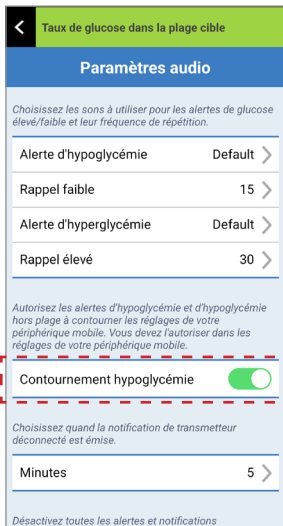 Taux de glucose dans la plage cible
Paramètres audio
Choisissez les sons à utiliser pour les alertes de glucose
élevé/faible et leur fréquence de répétition.
Alerte d'hypoglycémie Default
Rappel faible 15
Alerte d'hyperglycémie Default
Rappel élevé 30
Autorisez les alertes d'hypoglycémie et d'hypoglycémie
hors plage à contourner les réglages de votre
périphérique mobile. Vous devez l'autoriser dans les
réglages de votre périphérique mobile.
Contournement hypoglycémie
Choisissez quand la notification de transmetteur
déconnecté est émise.
Minutes 5
Désactivez toutes les alertes et notifications